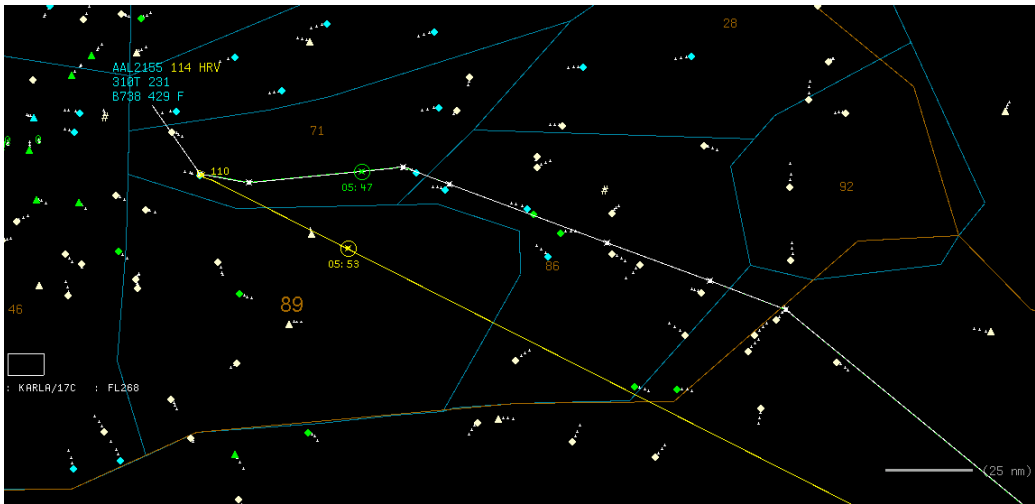 28
AAL2155 114 HRV
310T 231
B738 429 F
#
71
110
05:47
92
#
05:53
86
89
46
: KARLA/17C : FL268
(25 nm)